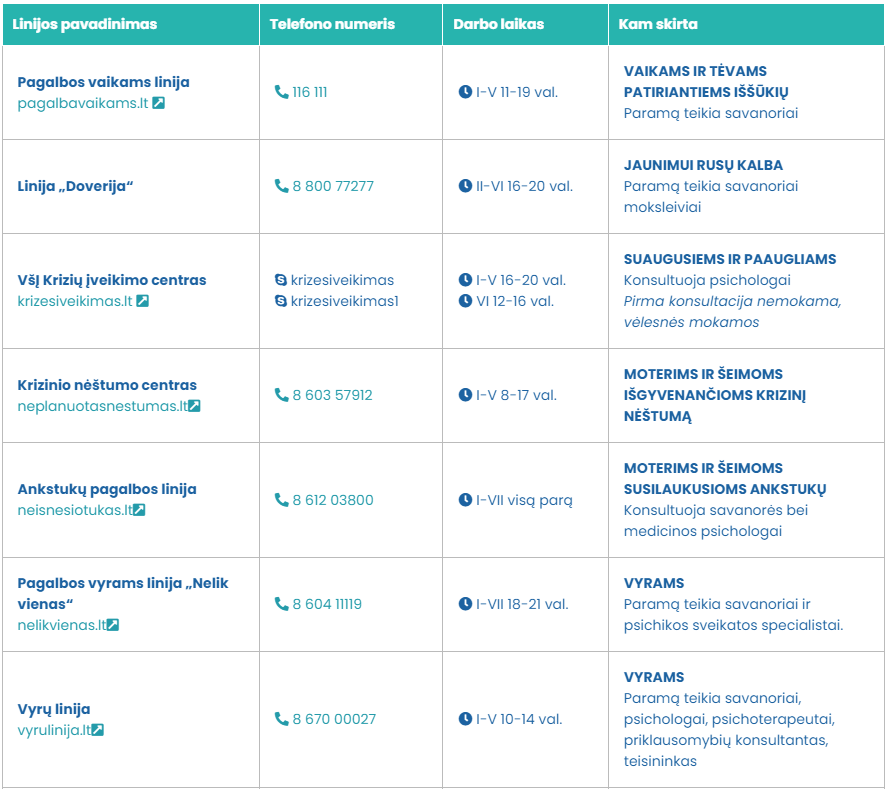 Linijos pavadinimas Telefono numeris Darbo laikas Kam skirta
Pagalbos vaikams linija
pagalbavaikams.lt
116 111
I-V 11-19 val.
VAIKAMS IR TĖVAMS
PATIRIANTIEMS IŠŠŪKIŲ
Paramą teikia savanoriai
Linija „Doverija“
8 800 77277
II-VI 16-20 val.
JAUNIMUI RUSŲ KALBA
Paramą teikia savanoriai
moksleiviai
VšĮ Krizių įveikimo centras
krizesiveikimas.lt
krizesiveikimas
krizesiveikimas1
I-V 16-20 val.
VI 12-16 val.
SUAUGUSIEMS IR PAAUGLIAMS
Konsultuoja psichologai
Pirma konsultacija nemokama,
vėlesnės mokamos
Krizinio nėštumo centras
neplanuotasnestumas.lt
8 603 57912
I-V 8-17 val.
MOTERIMS IR ŠEIMOMS
IŠGYVENANČIOMS KRIZINĮ
NĖŠTUMĄ
Ankstukų pagalbos linija
neisnesiotukas.lt
8 612 03800
I-VII visą parą
MOTERIMS IR ŠEIMOMS
SUSILAUKUSIOMS ANKSTUKŲ
Konsultuoja savanorės bei
medicinos psichologai
Pagalbos vyrams linija „Nelik
vienas“
nelikvienas.lt
8 604 11119
I-VII 18-21 val.
VYRAMS
Paramą teikia savanoriai ir
psichikos sveikatos specialistai.
Vyrų linija
vyrulinija.lt
8 670 00027
I-V 10-14 val.
VYRAMS
Paramą teikia savanoriai,
psichologai, psichoterapeutai,
priklausomybių konsultantas,
teisininkas